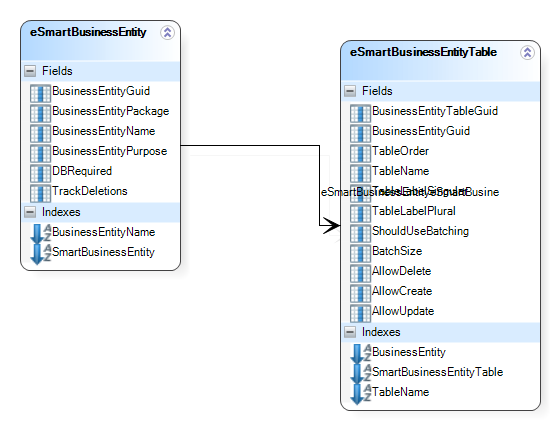 eSmartBusinessEntity
Fields
BusinessEntityGuid
BusinessEntityPackage
BusinessEntityName
BusinessEntityPurpose
DBRequired
TrackDeletions
Indexes
BusinessEntityName
SmartBusinessEntity
eSmartBusinessEntityTable
Fields
BusinessEntityTableGuid
BusinessEntityGuid
TableOrder
TableName
TableLabelSingular
eSmartBusinessEntityeSmartBusine
TableLabelPlural
ShouldUseBatching
BatchSize
AllowDelete
AllowCreate
AllowUpdate
Indexes
BusinessEntity
SmartBusinessEntityTable
TableName